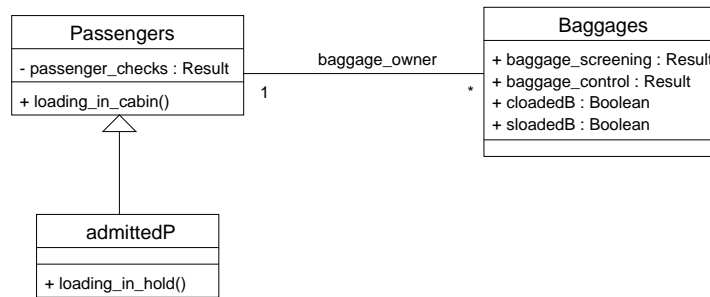 Passengers
- passenger_checks : Result
+ loading_in_cabin()
baggage_owner
1
*
Baggages
+ baggage_screening : Result
+ baggage_control : Result
+ cloadedB : Boolean
+ sloadedB : Boolean
admittedP
+ loading_in_hold()